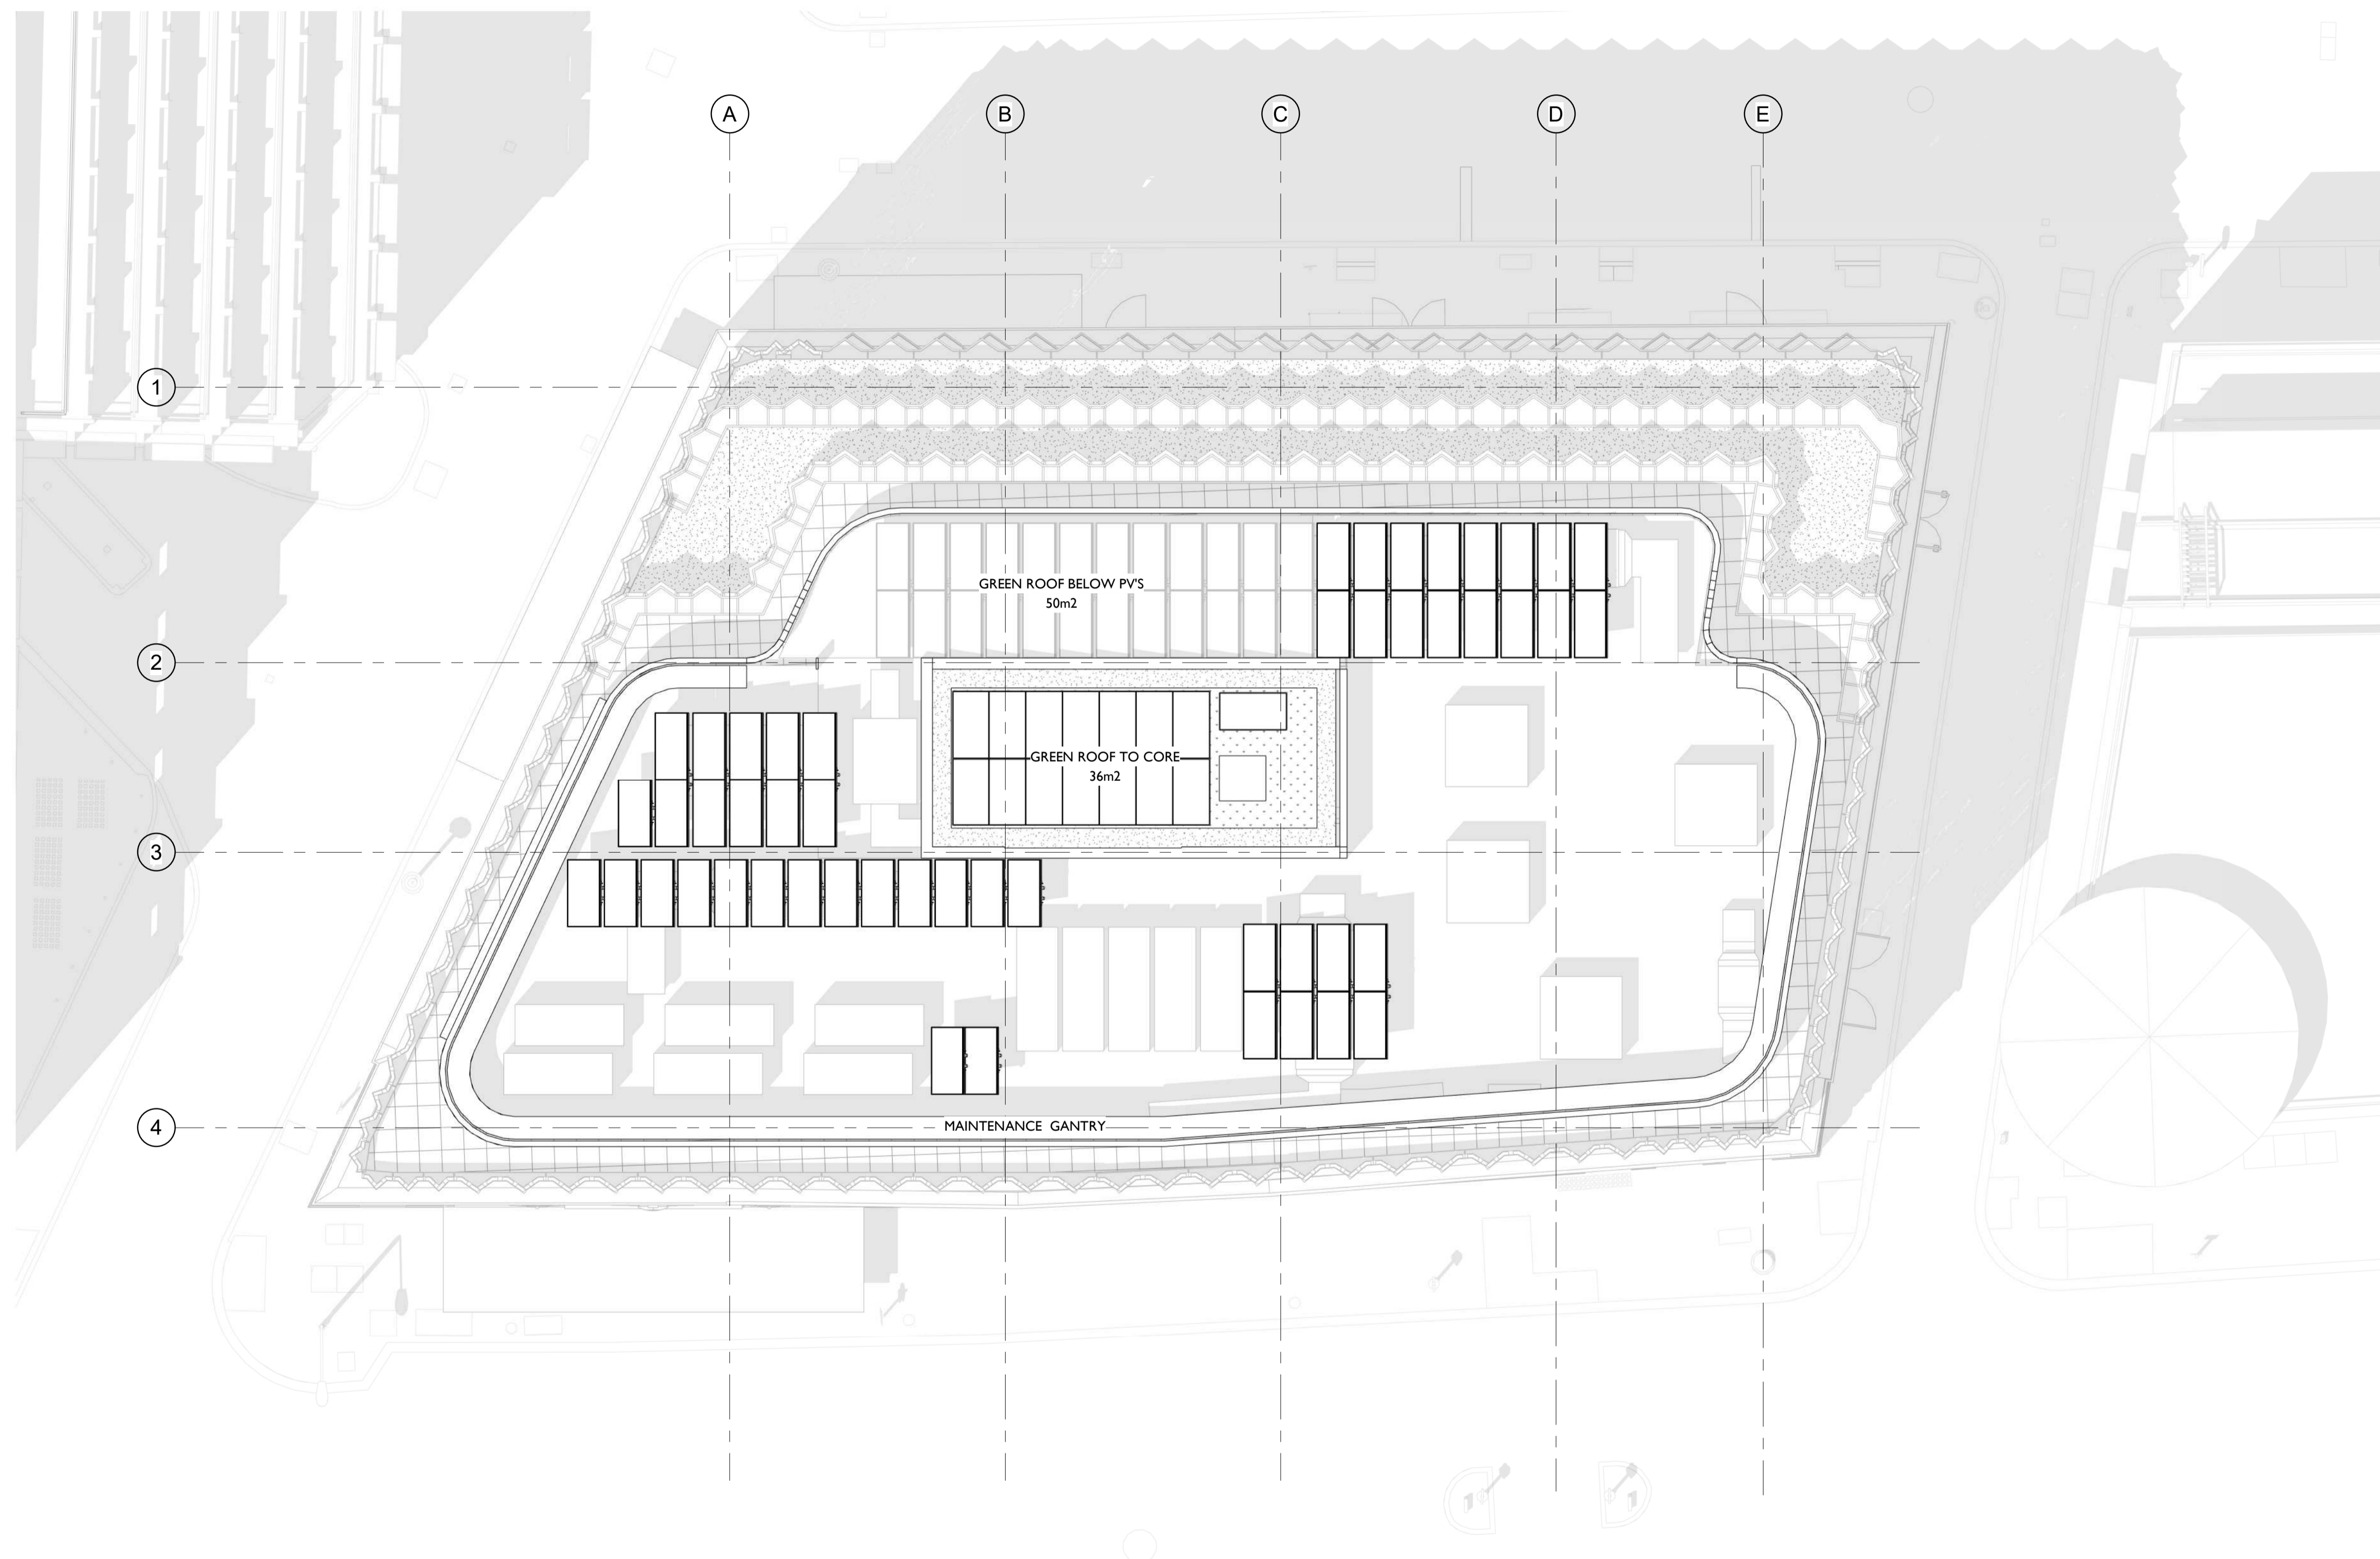 A
B
C
D
E
1
GREEN ROOF BELOW PV'S
50m2
2
GREEN ROOF TO CORE
36m2
3
MAINTENANCE GANTRY
4